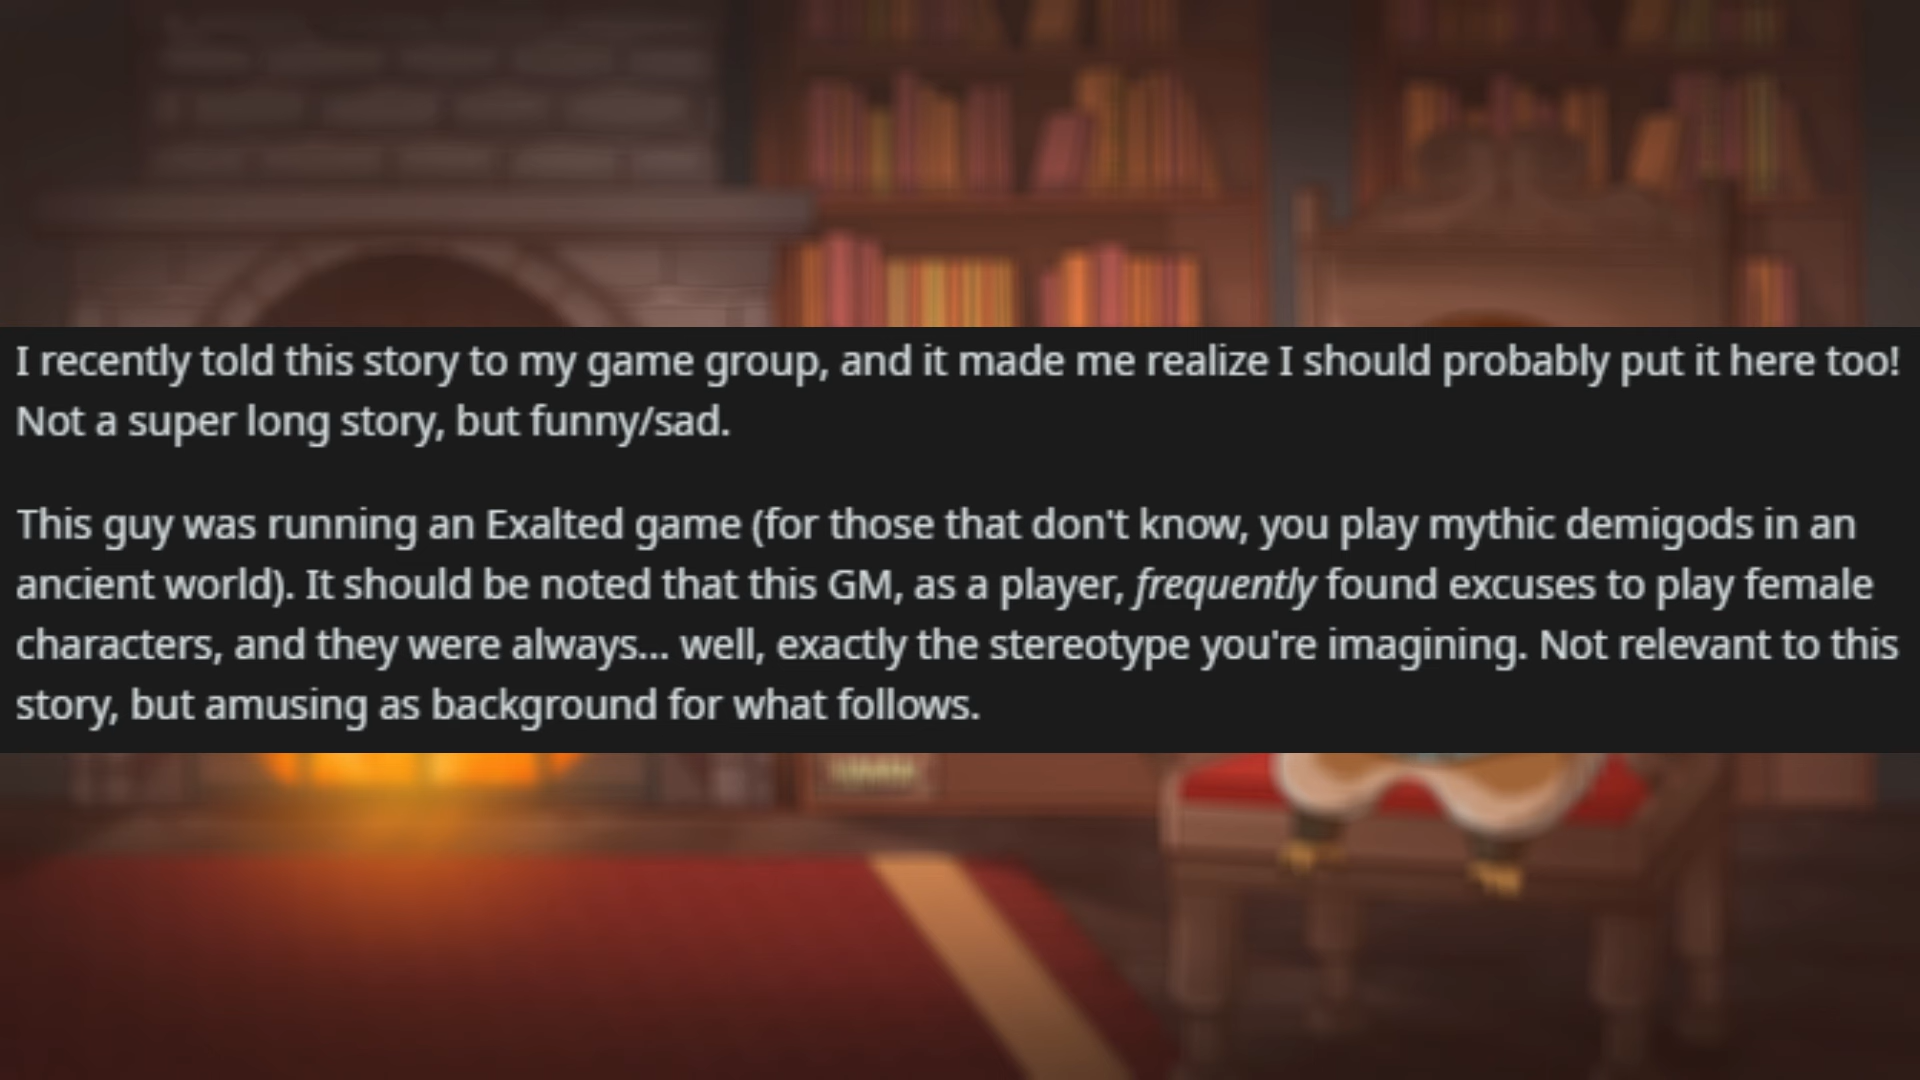 I recently told this story to my game group, and it made me realize I should probably put it here too!
Not a super long story, but funny/sad.
This guy was running an Exalted game (for those that don't know, you play mythic demigods in an
ancient world). It should be noted that this GM, as a player, frequently found excuses to play female
characters, and they were always... well, exactly the stereotype you're imagining. Not relevant to this
story, but amusing as background for what follows.